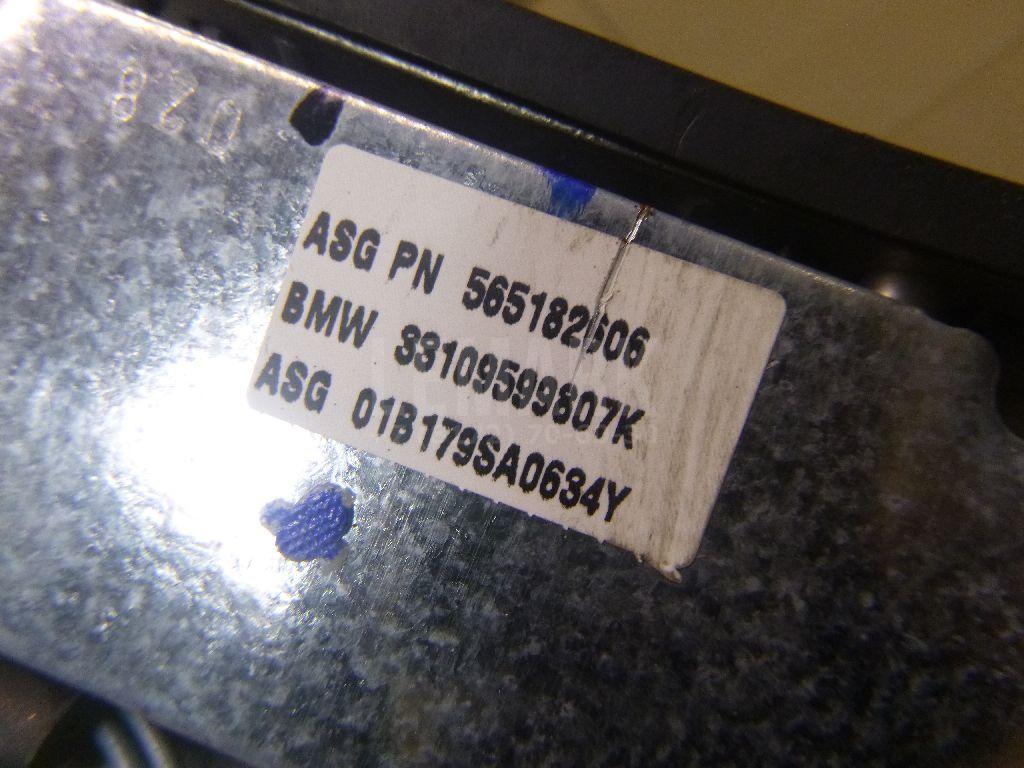 820
ASG PN 565182606
BMW 33109599807K
ASG 01B179SA0634Y